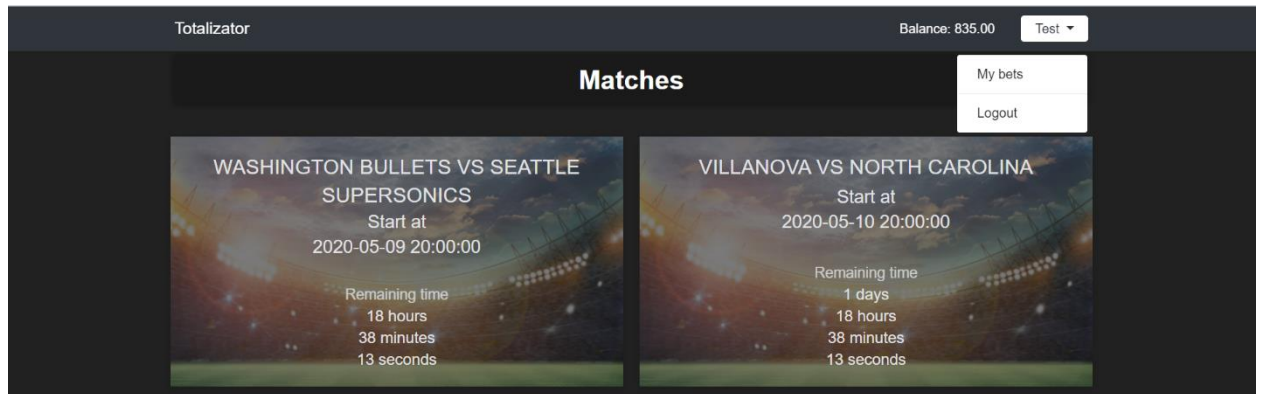 Totalizator
Balance: 835.00
Test
Matches
My bets
Logout
WASHINGTON BULLETS VS SEATTLE
SUPERSONICS
Start at
2020-05-09 20:00:00
Remaining time
18 hours
38 minutes
13 seconds
VILLANOVA VS NORTH CAROLINA
Start at
2020-05-10 20:00:00
Remaining time
1 days
18 hours
38 minutes
13 seconds